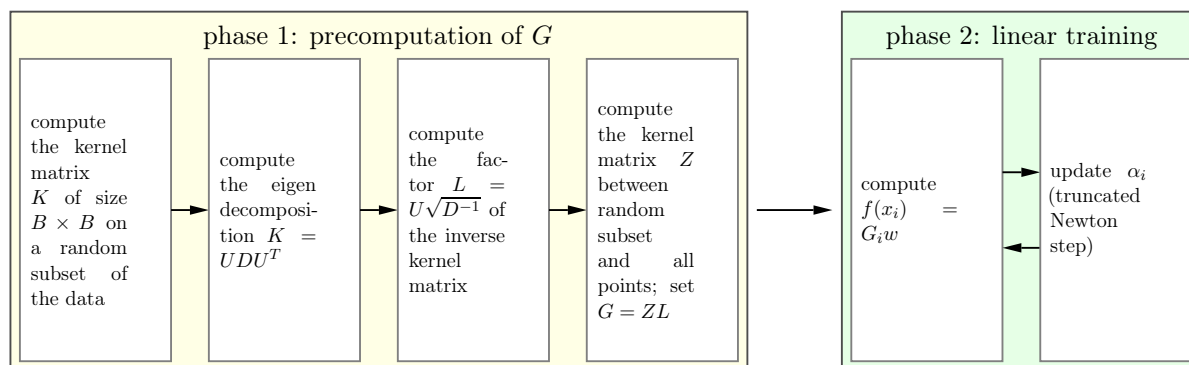 phase 1: precomputation of G
compute
the kernel
matrix
K of size
B × B on
a random
subset of
the data
compute
the eigen
decomposi-
tion K =
UDU^T
compute
the fac-
tor L =
U√D^{-1} of
the inverse
kernel
matrix
compute
the kernel
matrix Z
between
random
subset
and all
points; set
G = ZL
phase 2: linear training
compute
f(x_i) =
G_i w
update α_i
(truncated
Newton
step)